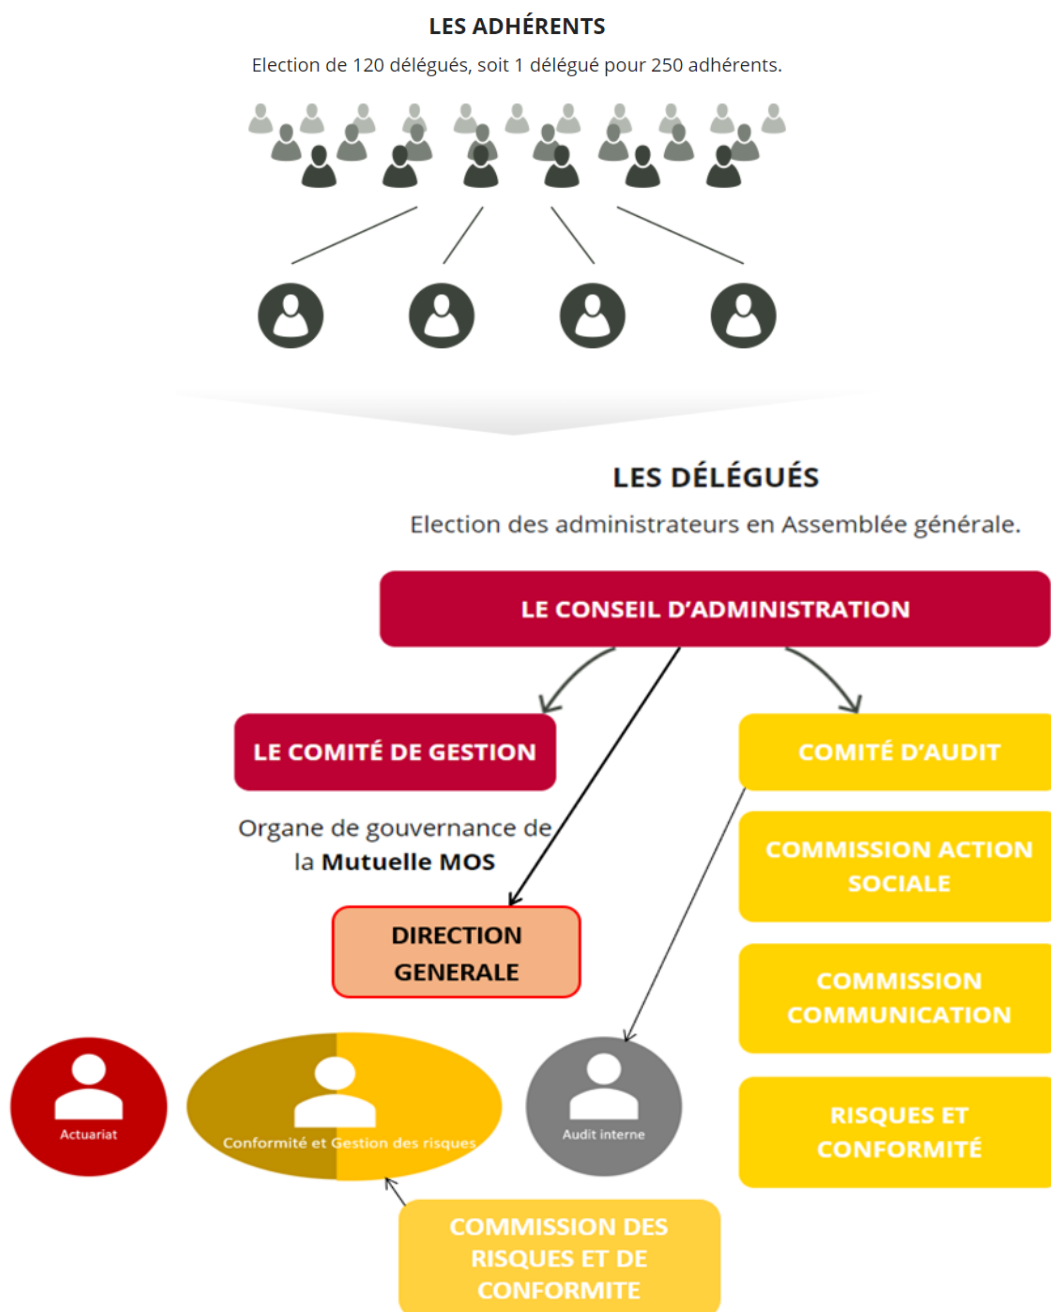 LES ADHÉRENTS
Election de 120 délégués, soit 1 délégué pour 250 adhérents.
LES DÉLÉGUÉS
Election des administrateurs en Assemblée générale.
LE CONSEIL D’ADMINISTRATION
LE COMITÉ DE GESTION
Organe de gouvernance de
la Mutuelle MOS
DIRECTION
GENERALE
COMITÉ D’AUDIT
COMMISSION ACTION
SOCIALE
COMMISSION
COMMUNICATION
RISQUES ET
CONFORMITÉ
Actuariat
Conformité et Gestion des risques
Audit interne
COMMISSION DES
RISQUES ET DE
CONFORMITE